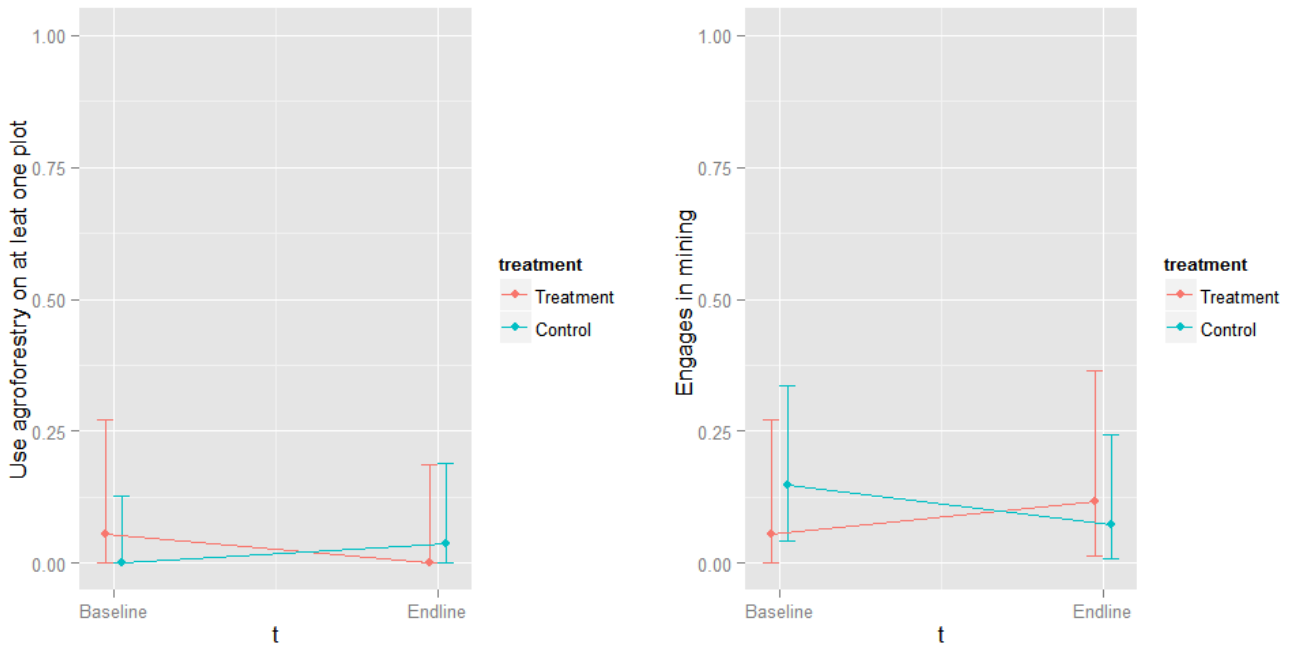 Use agroforestry on at leat one plot
1.00
0.75
0.50
0.25
0.00
Baseline
Endline
t
treatment
Treatment
Control
Engages in mining
1.00
0.75
0.50
0.25
0.00
Baseline
Endline
t
treatment
Treatment
Control